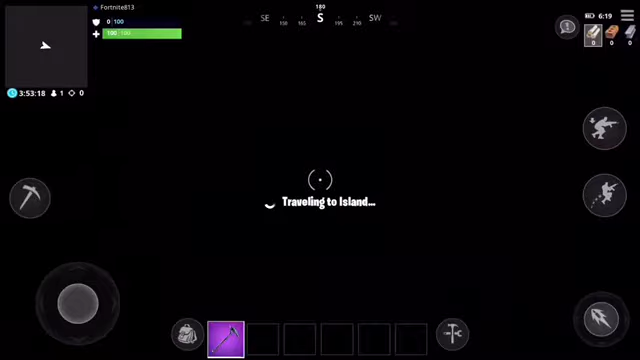 Fortnite813
0|100
100|100
3:53:18 1 0
180
SE 150 165 S 195 210 SW
6:19
0 0 0
Traveling to Island...